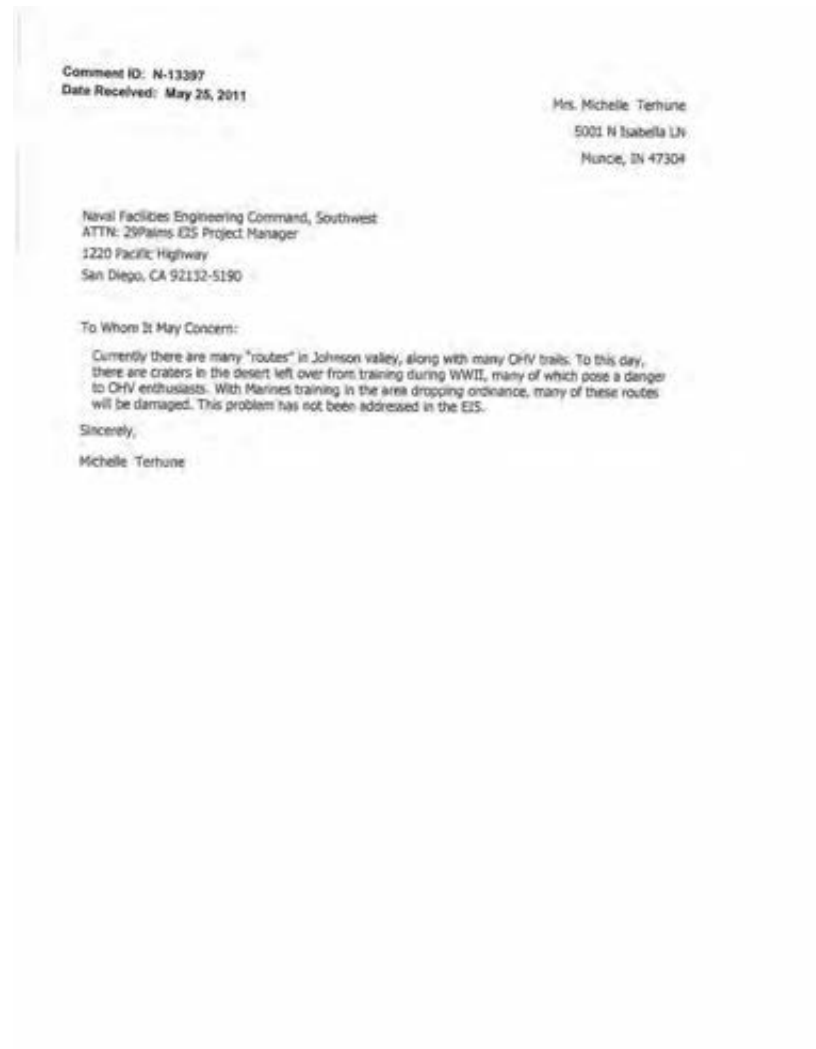 Comment ID: N-13397
Date Received: May 25, 2011
Mrs. Michelle Terhune
5001 N Isabella LN
Muncie, IN 47304
Naval Facilities Engineering Command, Southwest
ATTN: 29Palms EIS Project Manager
1220 Pacific Highway
San Diego, CA 92132-5190
To Whom It May Concern:
Currently there are many "routes" in Johnson valley, along with many OHV trails. To this day,
there are craters in the desert left over from training during WWII, many of which pose a danger
to OHV enthusiasts. With Marines training in the area dropping ordinance, many of these routes
will be damaged. This problem has not been addressed in the EIS.
Sincerely,
Michelle Terhune